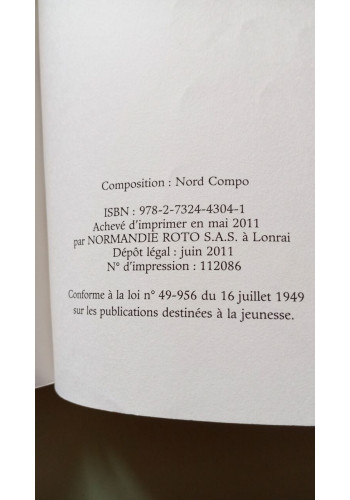 Composition : Nord Compo
ISBN : 978-2-7324-4304-1
Achevé d'imprimer en mai 2011
par NORMANDIE ROTO S.A.S. à Lonrai
Dépôt légal : juin 2011
N° d'impression : 112086
Conforme à la loi n° 49-956 du 16 juillet 1949
sur les publications destinées à la jeunesse.